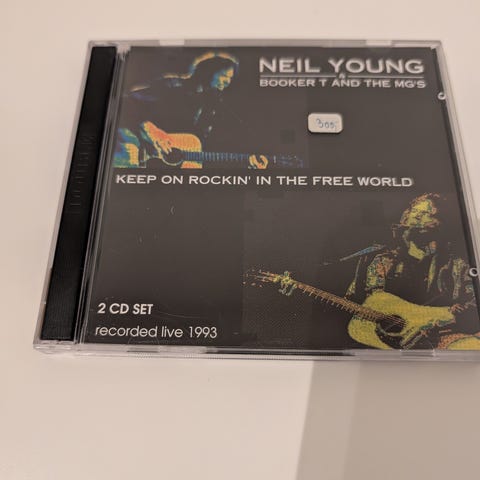 NEIL YOUNG
&
BOOKER T AND THE MG'S
300,-
KEEP ON ROCKIN' IN THE FREE WORLD
2 CD SET
recorded live 1993